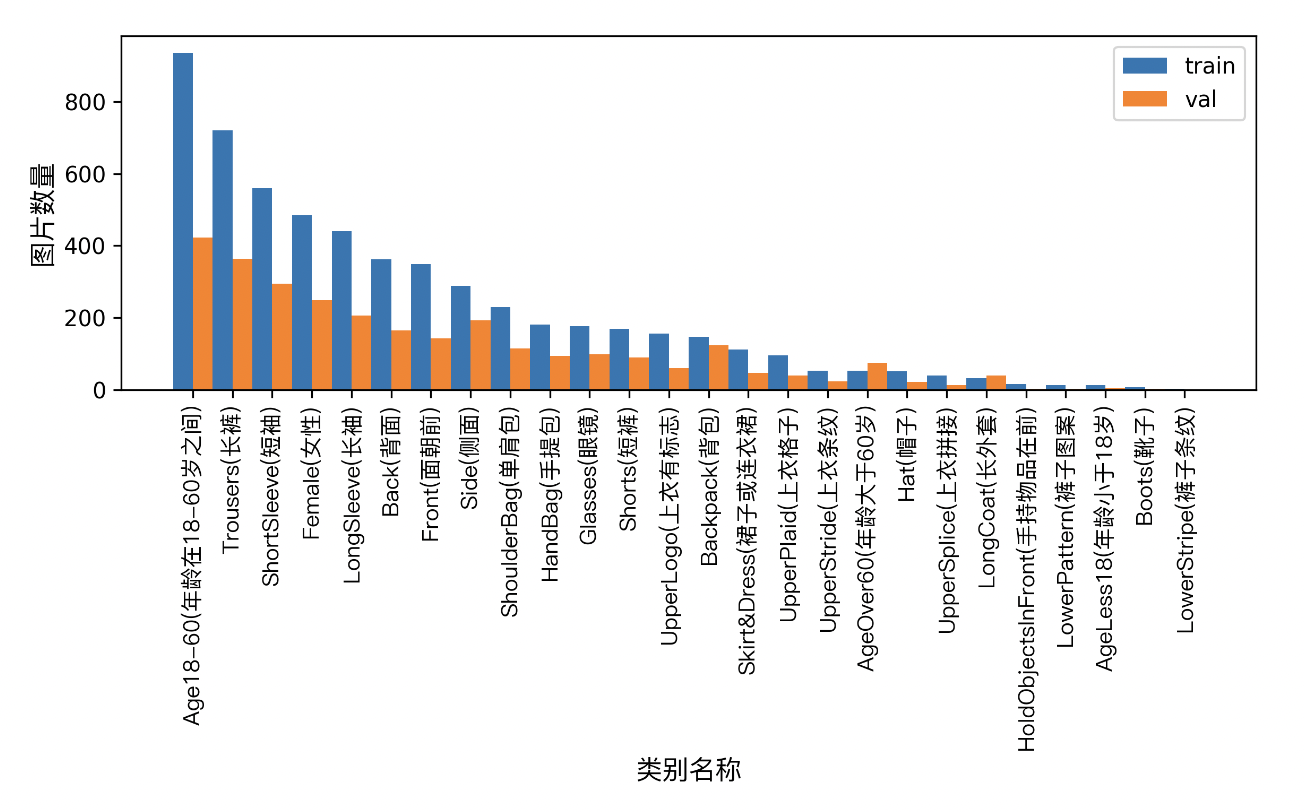 train
val
图片数量
800
600
400
200
0
Age18-60(年龄在18-60岁之间)
Trousers(长裤)
ShortSleeve(短袖)
Female(女性)
LongSleeve(长袖)
Back(背面)
Front(面朝前)
Side(侧面)
ShoulderBag(单肩包)
HandBag(手提包)
Glasses(眼镜)
Shorts(短裤)
UpperLogo(上衣有标志)
Backpack(背包)
Skirt&Dress(裙子或连衣裙)
UpperPlaid(上衣格子)
UpperStride(上衣条纹)
AgeOver60(年龄大于60岁)
Hat(帽子)
UpperSplice(上衣拼接)
LongCoat(长外套)
HoldObjectsInFront(手持物品在前)
LowerPattern(裤子图案)
AgeLess18(年龄小于18岁)
Boots(靴子)
LowerStripe(裤子条纹)
类别名称